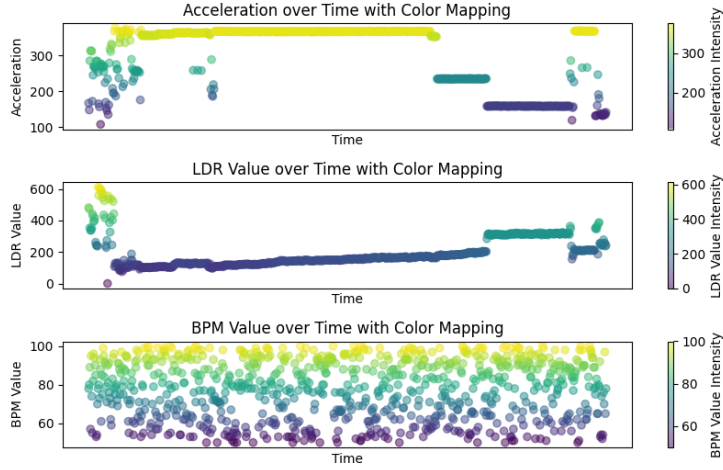 Acceleration over Time with Color Mapping
300
200
100
Acceleration
Time
300
200
Acceleration Intensity
LDR Value over Time with Color Mapping
600
400
200
0
LDR Value
Time
600
400
200
0
LDR Value Intensity
BPM Value over Time with Color Mapping
100
80
60
BPM Value
Time
100
80
60
BPM Value Intensity